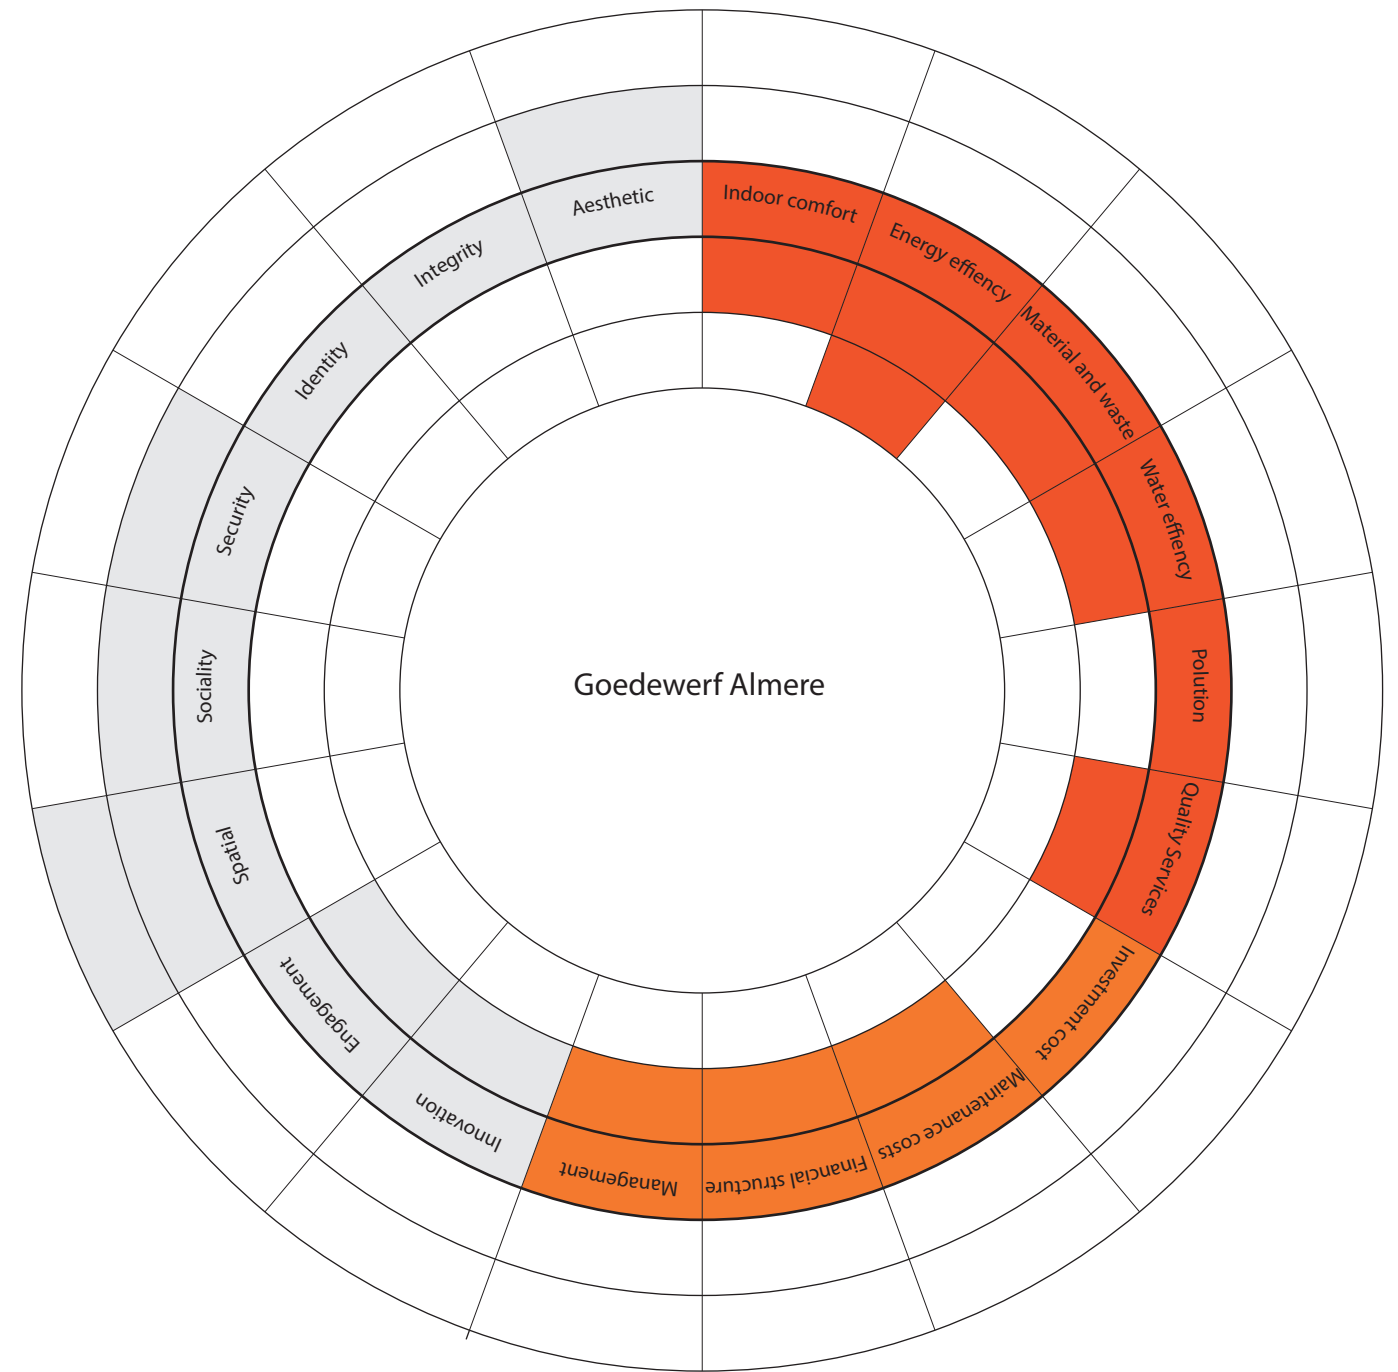 Indoor comfort
Energy effiency
Material and waste
Water effiency
Polution
Quality Services
Investment cost
Maintenance costs
Financial structure
Management
Innovation
Engagement
Spatial
Sociality
Security
Identity
Integrity
Aesthetic
Goedewerf Almere